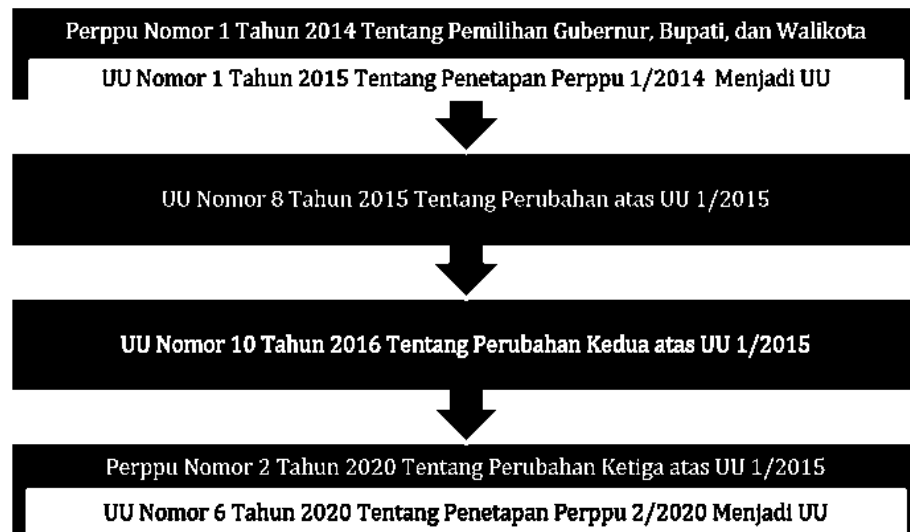 Perppu Nomor 1 Tahun 2014 Tentang Pemilihan Gubernur, Bupati, dan Walikota
UU Nomor 1 Tahun 2015 Tentang Penetapan Perppu 1/2014 Menjadi UU
UU Nomor 8 Tahun 2015 Tentang Perubahan atas UU 1/2015
UU Nomor 10 Tahun 2016 Tentang Perubahan Kedua atas UU 1/2015
Perppu Nomor 2 Tahun 2020 Tentang Perubahan Ketiga atas UU 1/2015
UU Nomor 6 Tahun 2020 Tentang Penetapan Perppu 2/2020 Menjadi UU